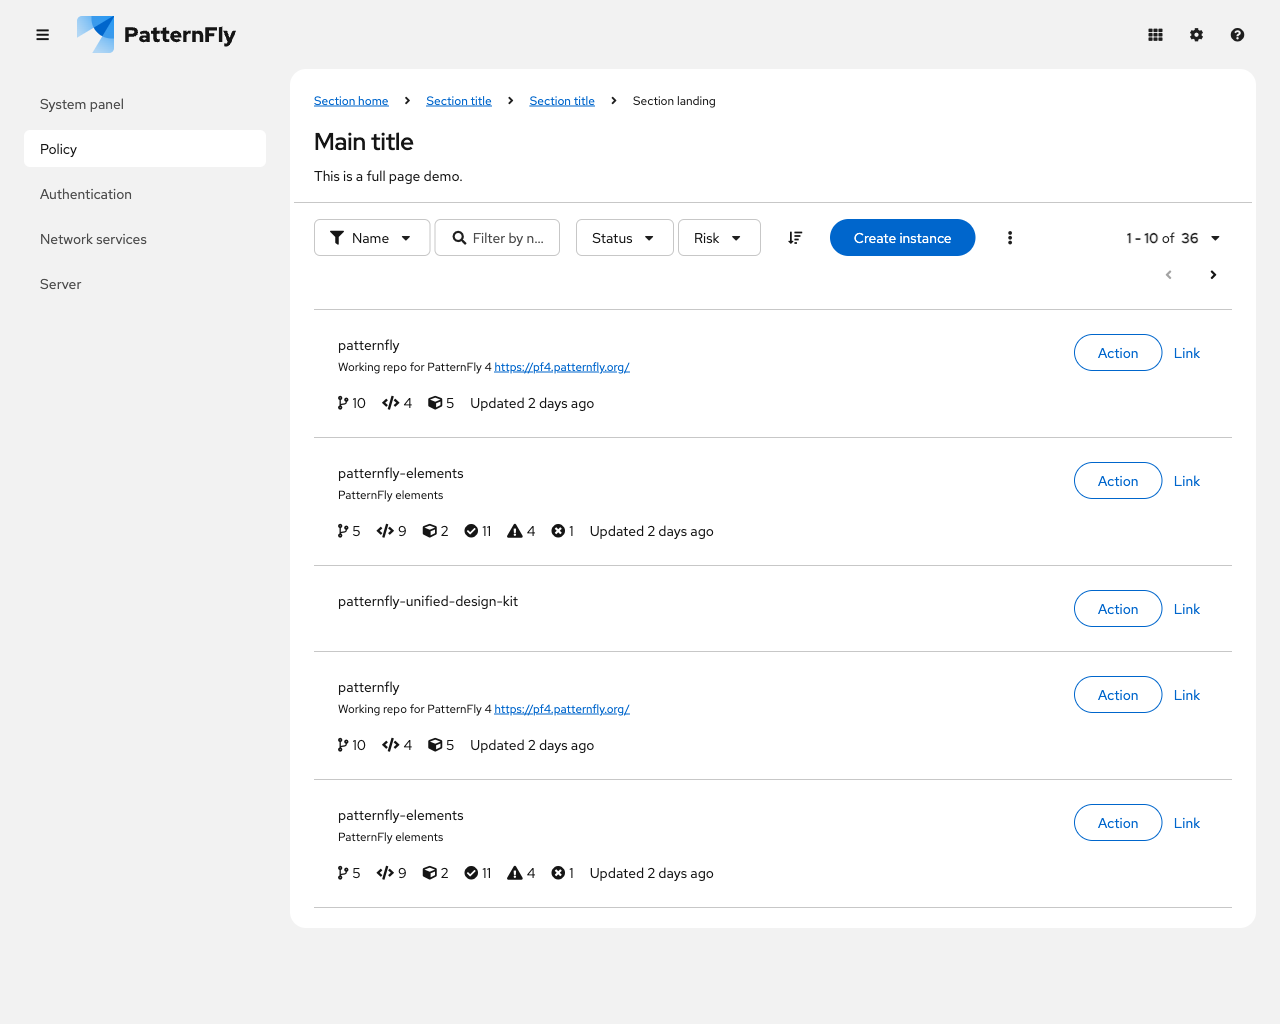 PatternFly
System panel
Policy
Authentication
Network services
Server
Section home
Section title
Section title
Section landing
Main title
This is a full page demo.
Name
Filter by n...
Status
Risk
Create instance
1 - 10 of 36
patternfly
Working repo for PatternFly 4 https://pf4.patternfly.org/
10 4 5 Updated 2 days ago
Action Link
patternfly-elements
PatternFly elements
5 9 2 11 4 1 Updated 2 days ago
Action Link
patternfly-unified-design-kit
Action Link
patternfly
Working repo for PatternFly 4 https://pf4.patternfly.org/
10 4 5 Updated 2 days ago
Action Link
patternfly-elements
PatternFly elements
5 9 2 11 4 1 Updated 2 days ago
Action Link